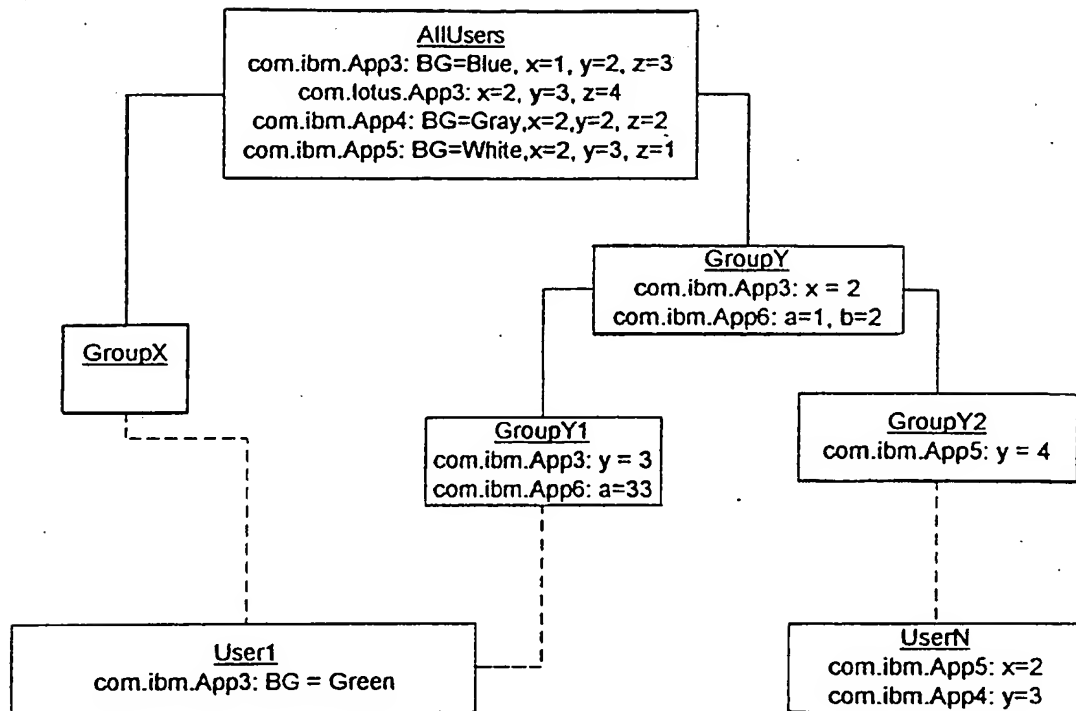 AllUsers
com.ibm.App3: BG=Blue, x=1, y=2, z=3
com.lotus.App3: x=2, y=3, z=4
com.ibm.App4: BG=Gray,x=2,y=2, z=2
com.ibm.App5: BG=White,x=2, y=3, z=1
GroupY
com.ibm.App3: x = 2
com.ibm.App6: a=1, b=2
GroupX
GroupY1
com.ibm.App3: y = 3
com.ibm.App6: a=33
GroupY2
com.ibm.App5: y = 4
User1
com.ibm.App3: BG = Green
UserN
com.ibm.App5: x=2
com.ibm.App4: y=3